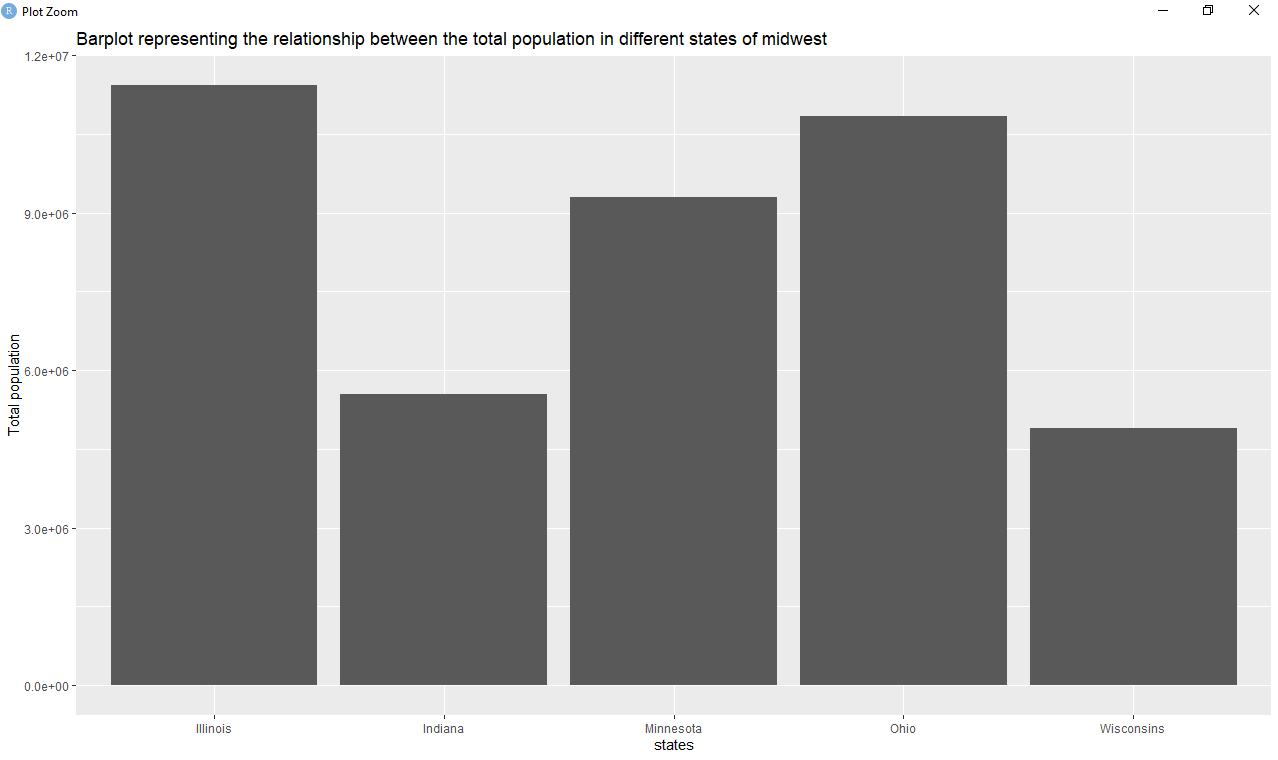 R Plot Zoom
Barplot representing the relationship between the total population in different states of midwest
1.2e+07
9.0e+06
6.0e+06
3.0e+06
0.0e+00
Total population
Illinois Indiana Minnesota Ohio Wisconsins
states